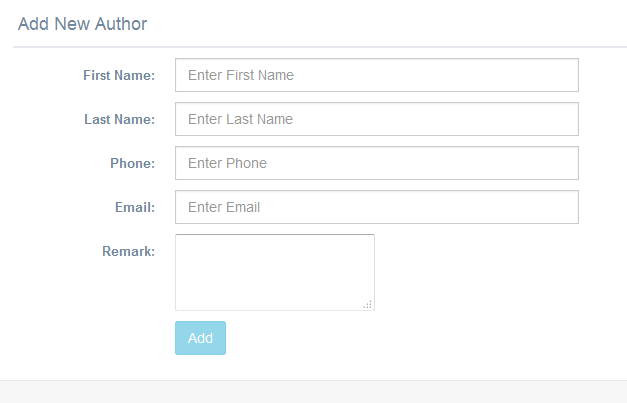 Add New Author
First Name: Enter First Name
Last Name: Enter Last Name
Phone: Enter Phone
Email: Enter Email
Remark:
Add